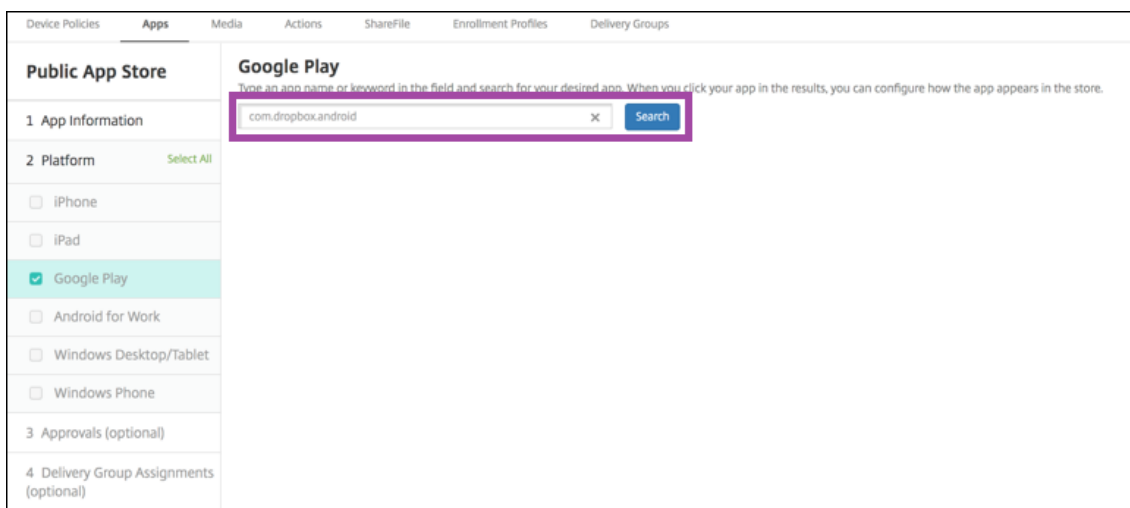 Device Policies Apps Media Actions ShareFile Enrollment Profiles Delivery Groups
Public App Store
1 App Information
2 Platform Select All
iPhone
iPad
Google Play
Android for Work
Windows Desktop/Tablet
Windows Phone
3 Approvals (optional)
4 Delivery Group Assignments
(optional)
Google Play
Type an app name or keyword in the field and search for your desired app. When you click your app in the results, you can configure how the app appears in the store.
com.dropbox.android Search